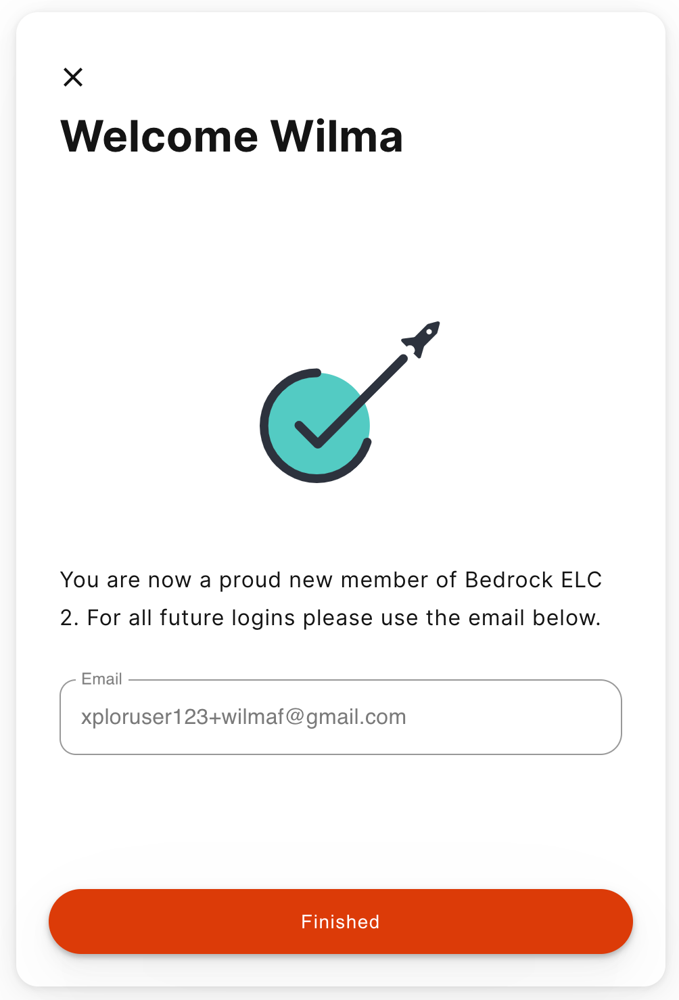 Welcome Wilma
You are now a proud new member of Bedrock ELC
2. For all future logins please use the email below.
Email
xploruser123+wilmaf@gmail.com
Finished